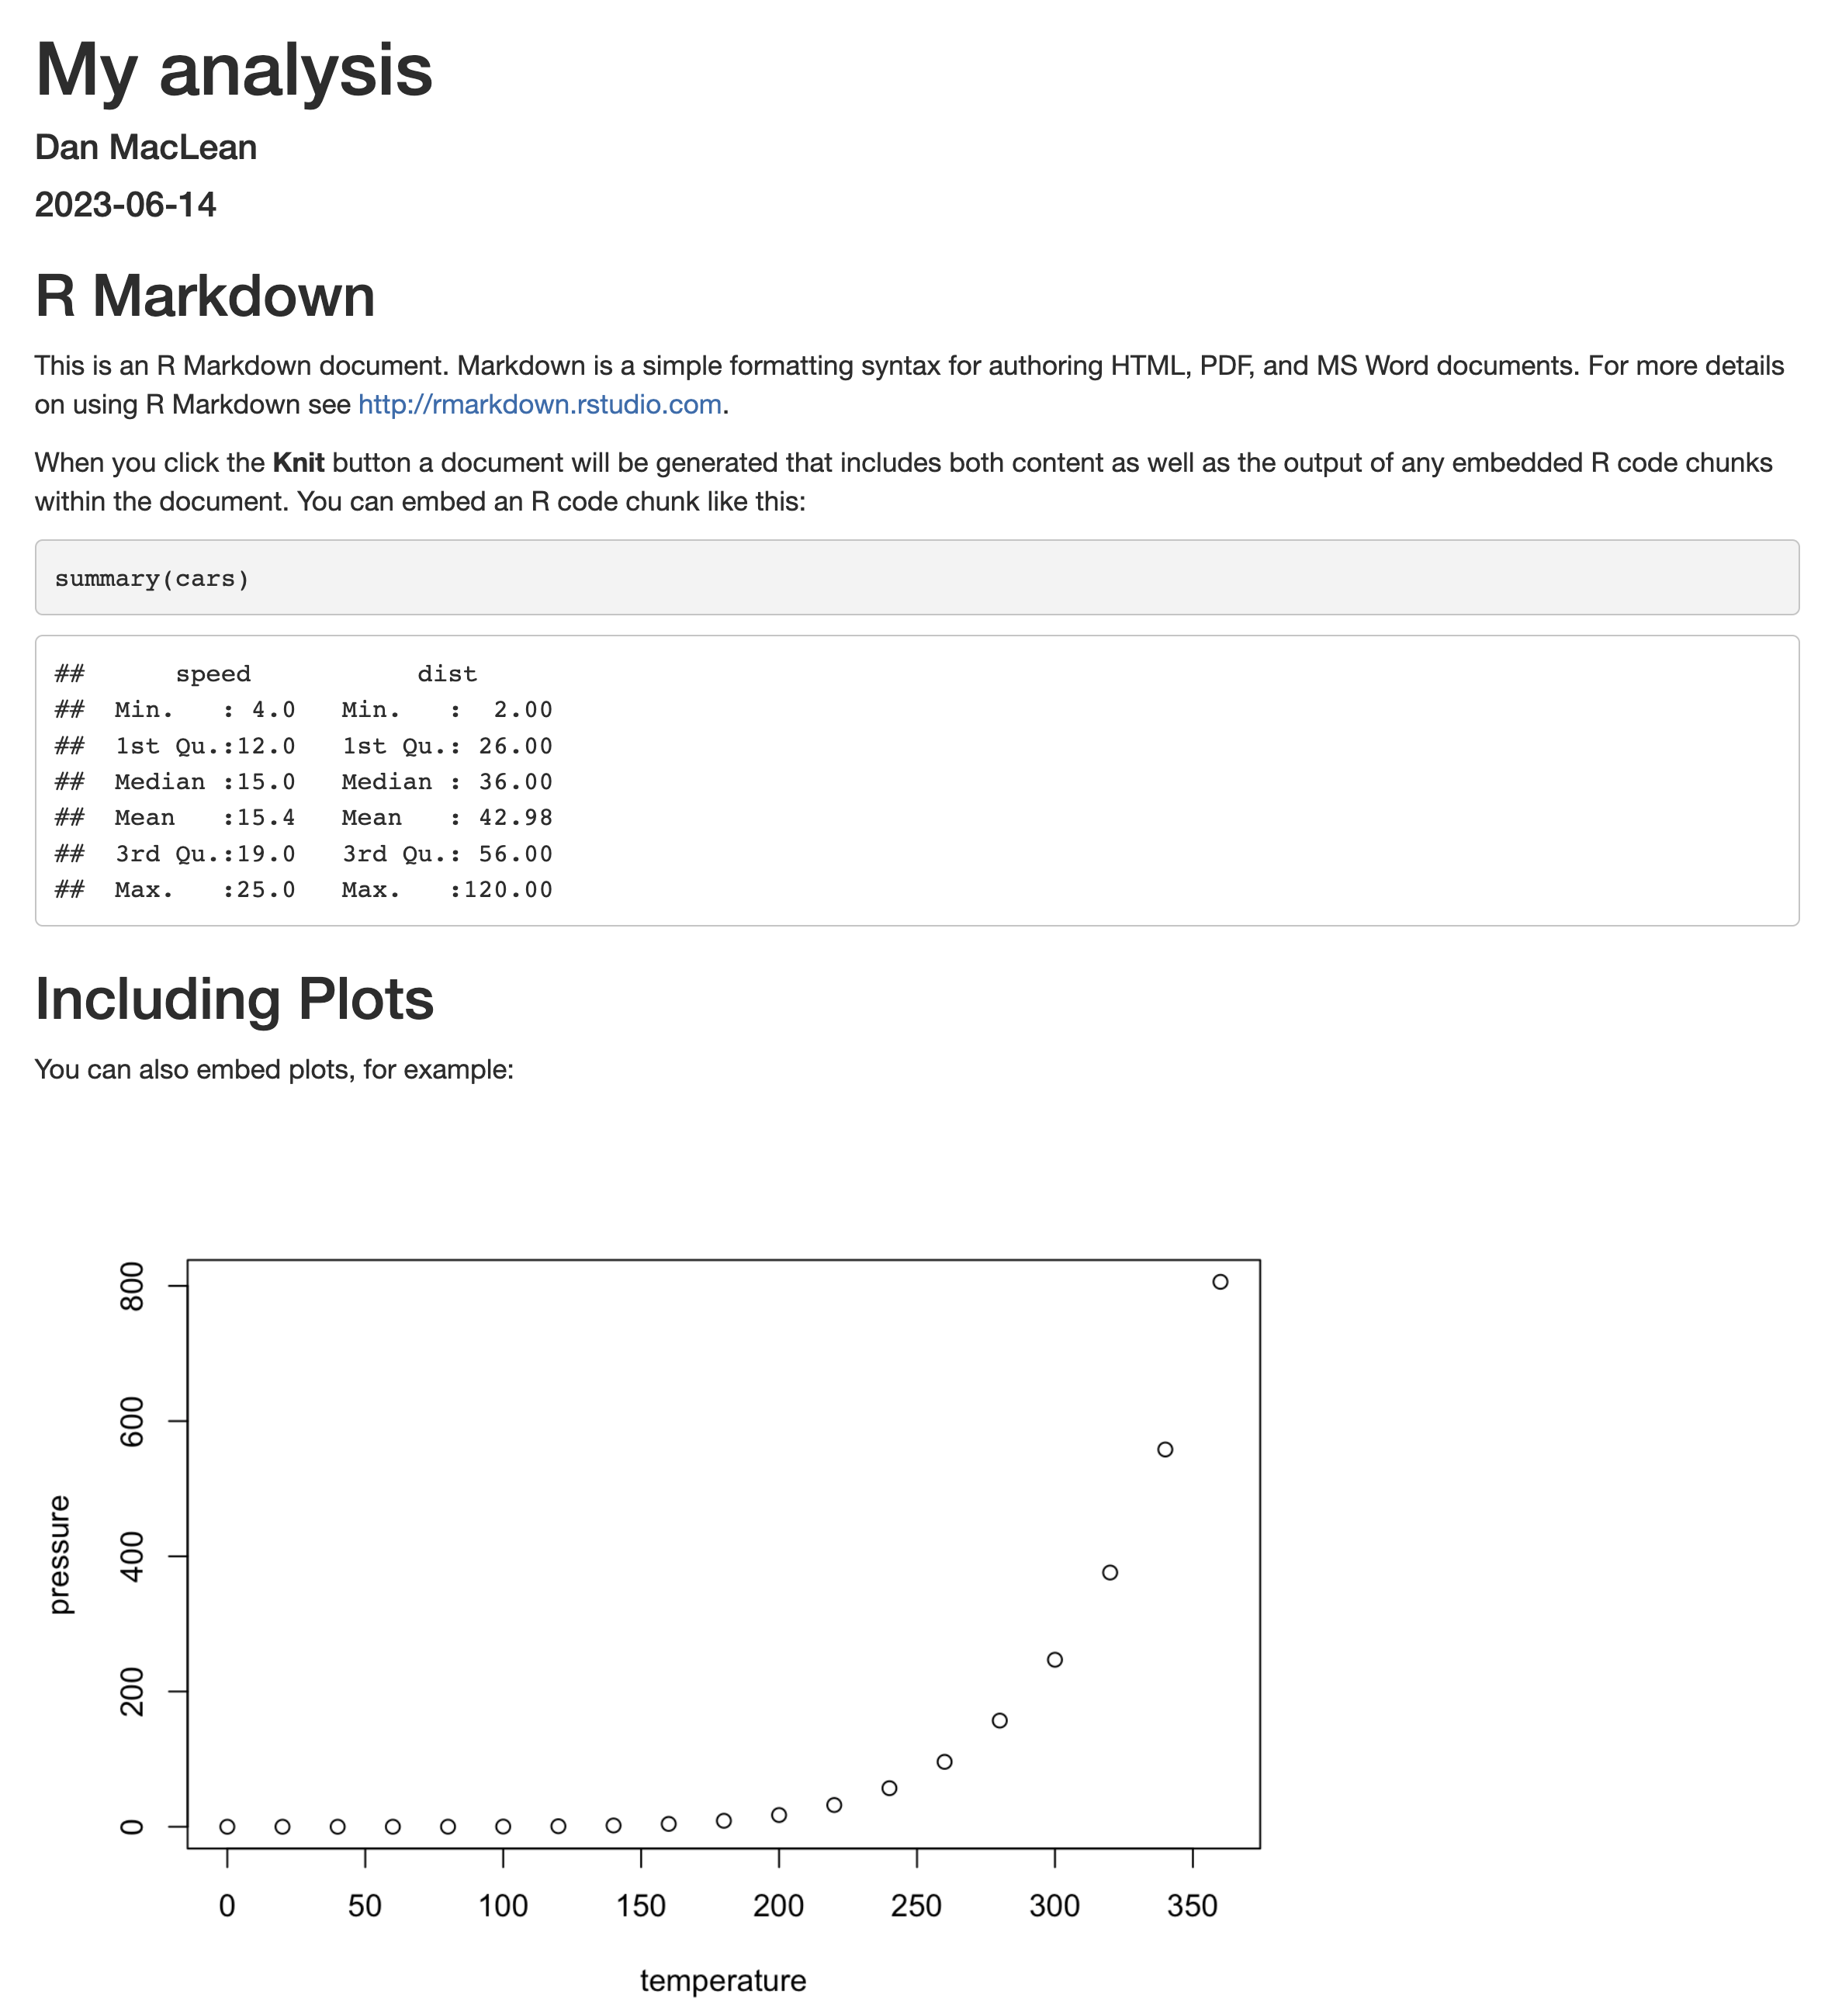 My analysis
Dan MacLean
2023-06-14
R Markdown
This is an R Markdown document. Markdown is a simple formatting syntax for authoring HTML, PDF, and MS Word documents. For more details
on using R Markdown see http://rmarkdown.rstudio.com.
When you click the Knit button a document will be generated that includes both content as well as the output of any embedded R code chunks
within the document. You can embed an R code chunk like this:
summary(cars)
##      speed           dist
##  Min.   : 4.0   Min.   :  2.00
##  1st Qu.:12.0   1st Qu.: 26.00
##  Median :15.0   Median : 36.00
##  Mean   :15.4   Mean   : 42.98
##  3rd Qu.:19.0   3rd Qu.: 56.00
##  Max.   :25.0   Max.   :120.00
Including Plots
You can also embed plots, for example:
800
600
400
200
0
pressure
0 50 100 150 200 250 300 350
temperature